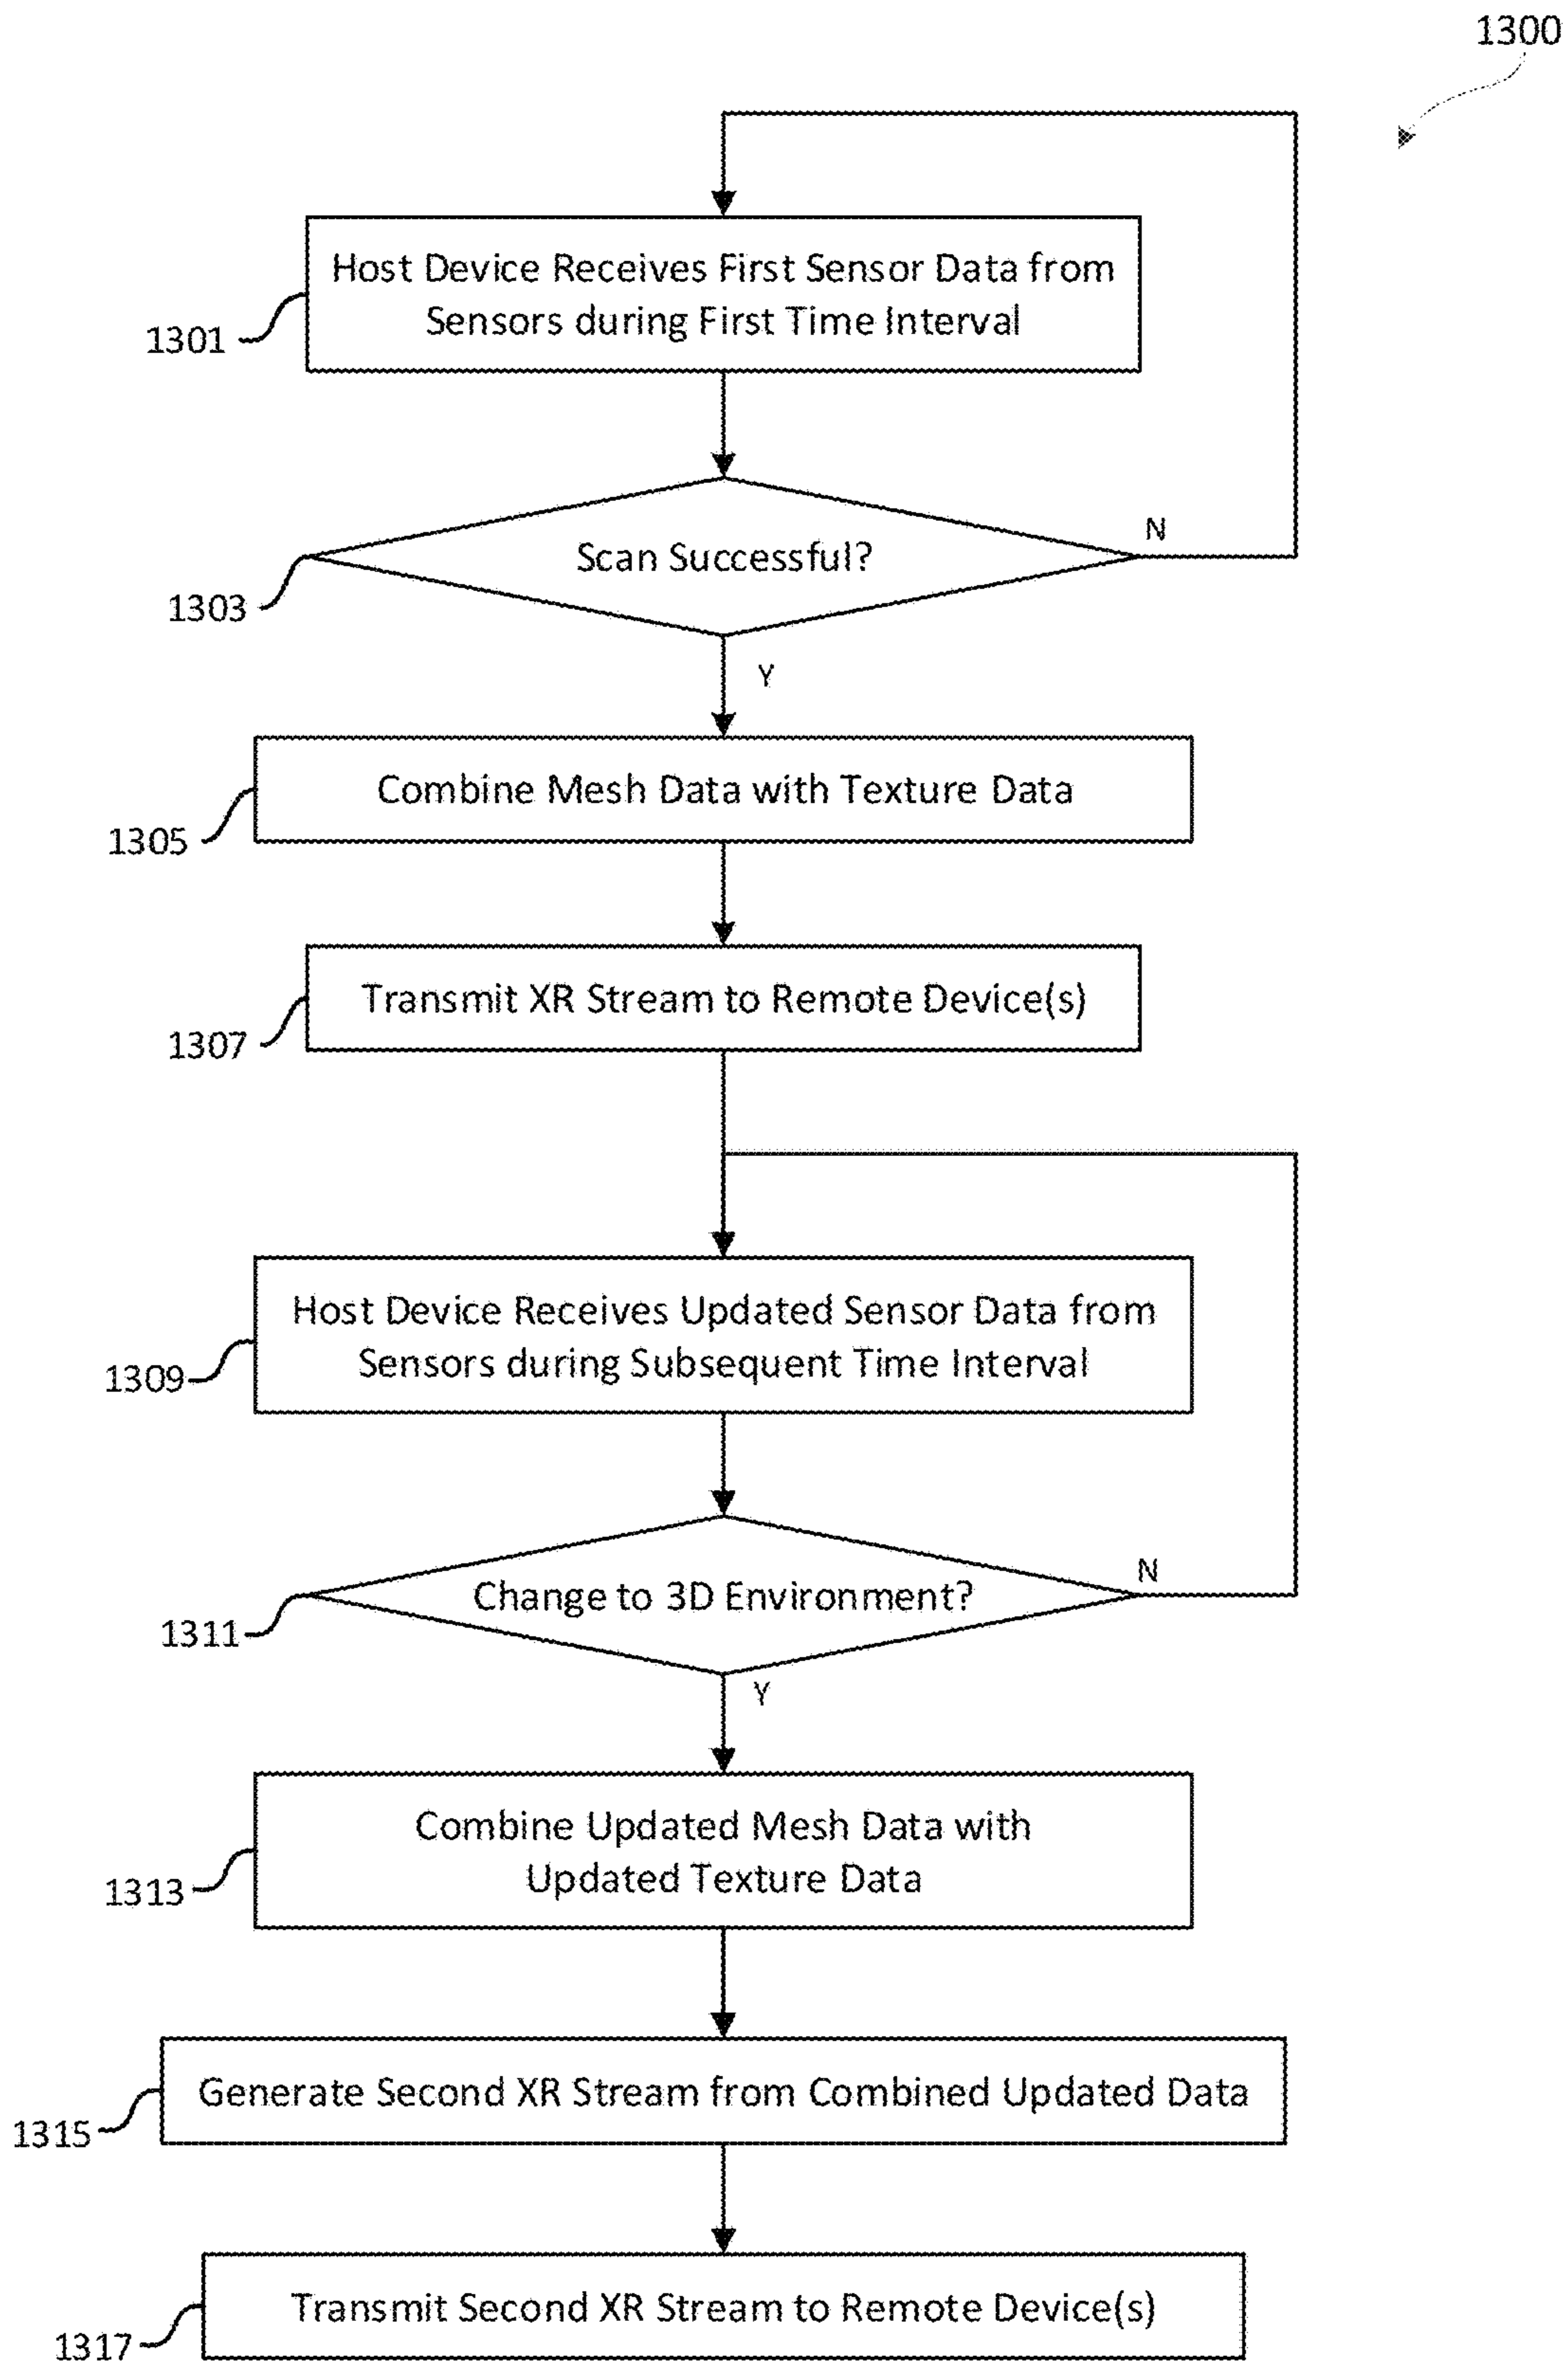 1300
Host Device Receives First Sensor Data from
Sensors during First Time Interval
1301
Scan Successful?
N
1303
Y
Combine Mesh Data with Texture Data
1305
Transmit XR Stream to Remote Device(s)
1307
Host Device Receives Updated Sensor Data from
Sensors during Subsequent Time Interval
1309
Change to 3D Environment?
N
1311
Y
Combine Updated Mesh Data with
Updated Texture Data
1313
Generate Second XR Stream from Combined Updated Data
1315
Transmit Second XR Stream to Remote Device(s)
1317